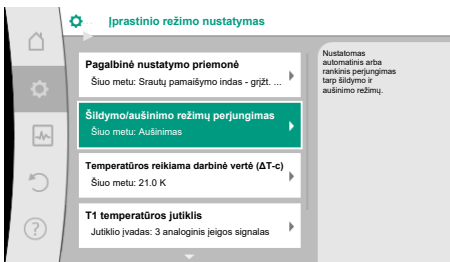 Įprastinio režimo nustatymas
Pagalbinė nustatymo priemonė
Šiuo metu: Srautų pamaišymo indas - grįžt. ...
Šildymo/aušinimo režimų perjungimas
Šiuo metu: Aušinimas
Temperatūros reikiama darbinė vertė (ΔT-c)
Šiuo metu: 21.0 K
T1 temperatūros jutiklis
Jutiklio įvadas: 3 analoginis įeigos signalas
Nustatomas
automatinis arba
rankinis perjungimas
tarp šildymo ir
aušinimo režimų.